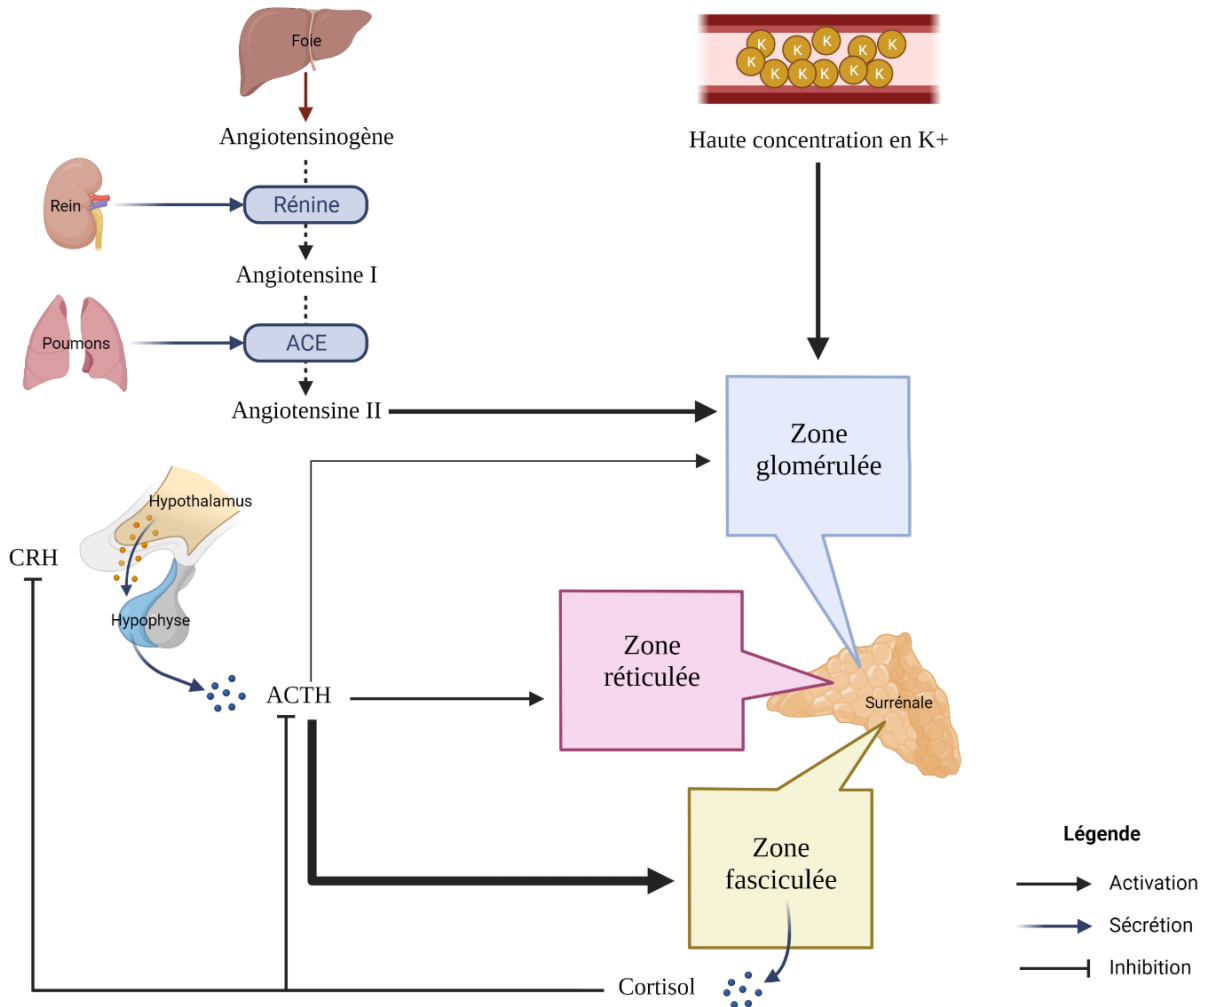 Foie
K K K K K
K K K K K K
Angiotensinogène
Haute concentration en K+
Rein
Rénine
Angiotensine I
Poumons
ACE
Angiotensine II
Zone
glomérulée
Hypothalamus
CRH
Hypophyse
ACTH
Zone
réticulée
Surrénale
Zone
fasciculée
Cortisol
Légende
Activation
Sécrétion
Inhibition